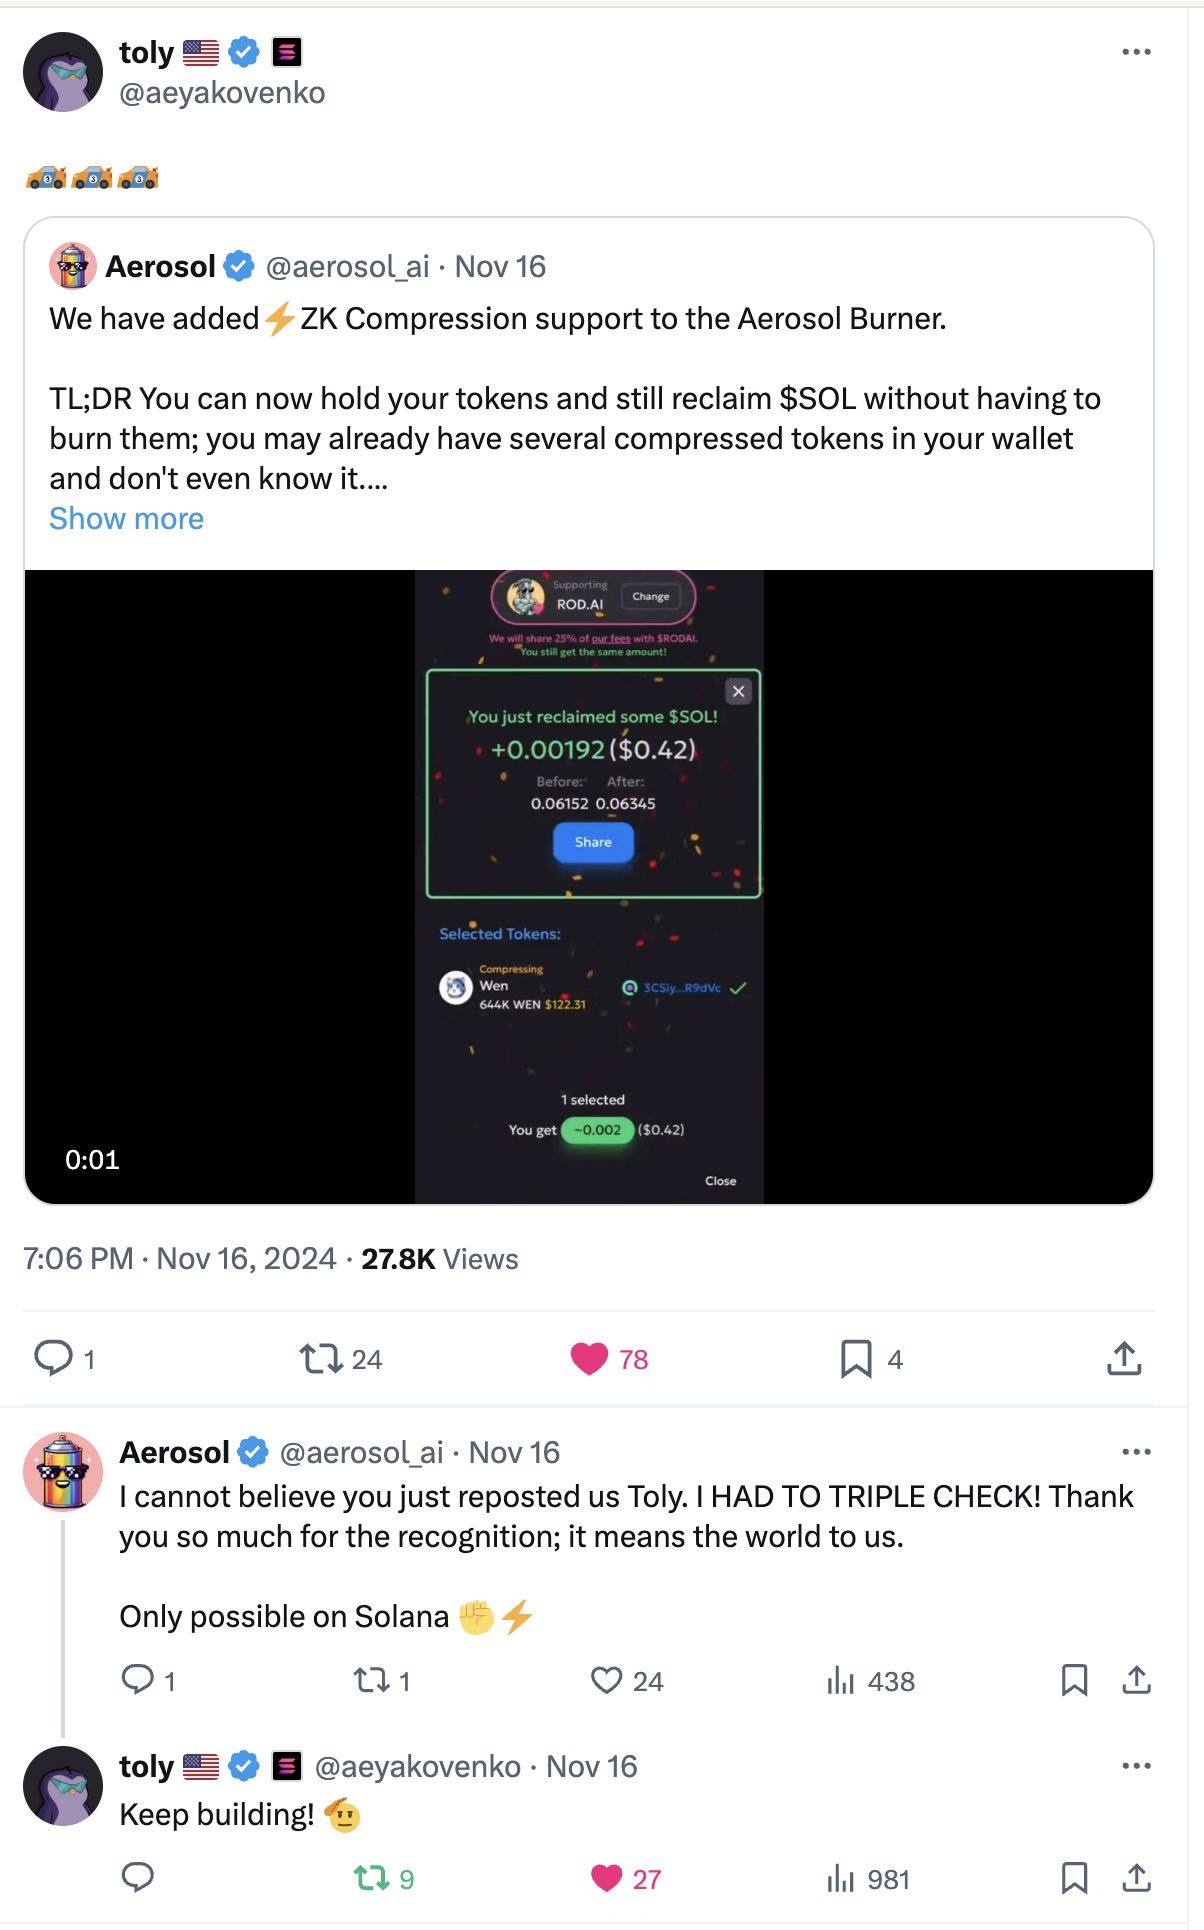 toly
@aeyakovenko
Aerosol @aerosol_ai · Nov 16
We have added⚡ZK Compression support to the Aerosol Burner.
TL;DR You can now hold your tokens and still reclaim $SOL without having to
burn them; you may already have several compressed tokens in your wallet
and don't even know it....
Show more
Supporting
ROD.AI
Change
We will share 25% of our fees with $RODAI.
You still get the same amount!
You just reclaimed some $SOL!
+0.00192 ($0.42)
Before: After:
0.06152 0.06345
Share
Selected Tokens:
Compressing
Wen
644K WEN $122.31
3CSiy...R9dVc
1 selected
You get ~0.002 ($0.42)
Close
0:01
7:06 PM · Nov 16, 2024 · 27.8K Views
1 24 78 4
Aerosol @aerosol_ai · Nov 16
I cannot believe you just reposted us Toly. I HAD TO TRIPLE CHECK! Thank
you so much for the recognition; it means the world to us.
Only possible on Solana ✊⚡
1 1 24 438
toly @aeyakovenko · Nov 16
Keep building! 🫡
9 27 981